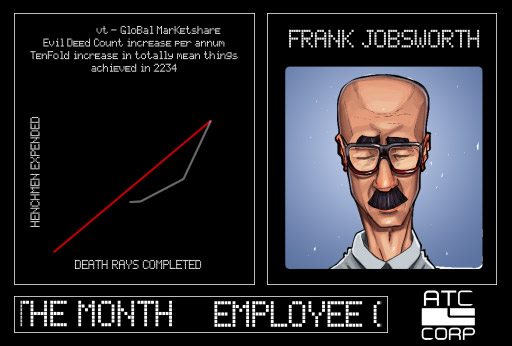 vt - GloBal MarKetshare
Evil Deed Count increase per annum
TenFold increase in totally mean things
achieved in 2234
HENCHMEN EXPENDED
DEATH RAYS COMPLETED
FRANK JOBSWORTH
THE MONTH EMPLOYEE (
ATC
CORP